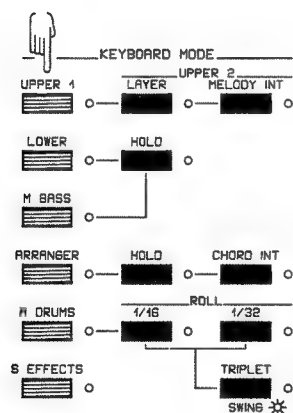 KEYBOARD MODE
UPPER 2
UPPER 1 LAYER MELODY INT
LOWER HOLD
M BASS
ARRANGER HOLD CHORD INT
ROLL
M DRUMS 1/16 1/32
S EFFECTS TRIPLET
SWING